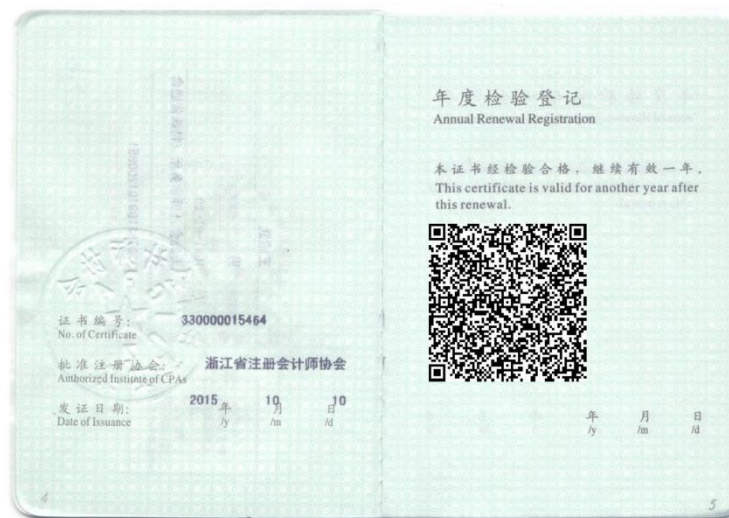 证书编号:
No. of Certificate
330000015464
批准注册协会:
Authorized Institute of CPAs
浙江省注册会计师协会
发证日期:
Date of Issuance
2015 年 10 月 10 日
/y /m /d
4
年度检验登记
Annual Renewal Registration
本证书经检验合格，继续有效一年。
This certificate is valid for another year after
this renewal.
年 月 日
/y /m /d
5